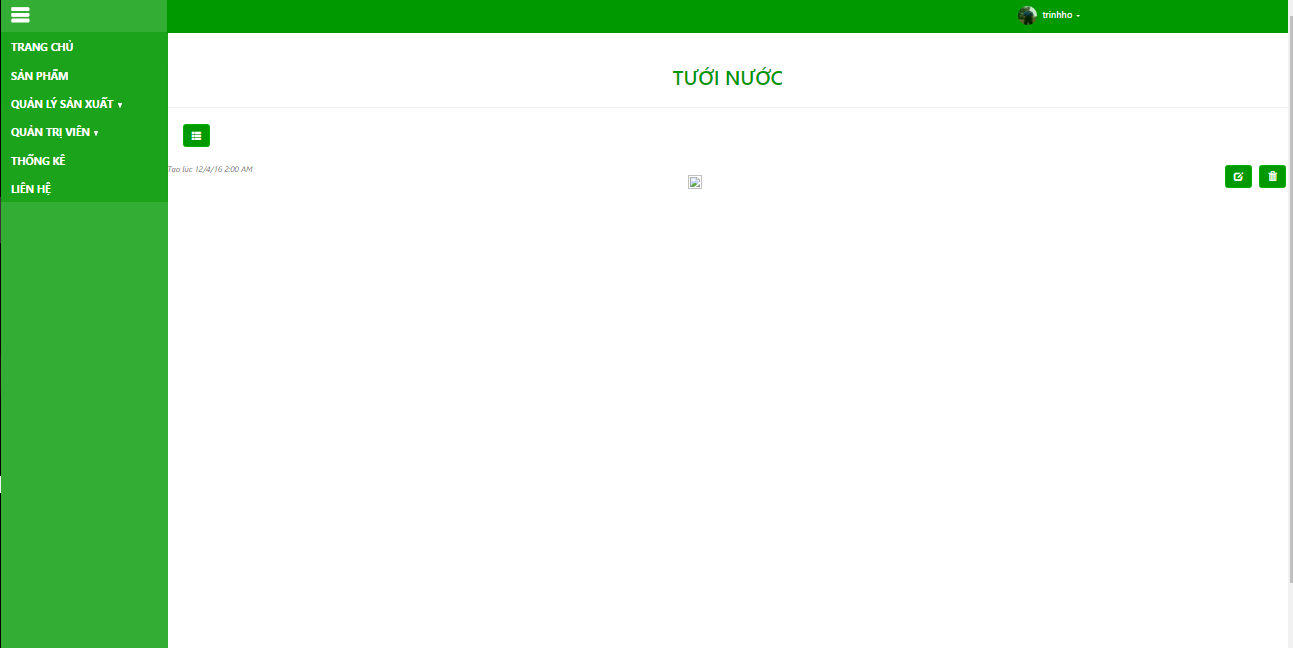 trinhho
TRANG CHỦ
SẢN PHẨM
QUẢN LÝ SẢN XUẤT
QUẢN TRỊ VIÊN
THỐNG KÊ
LIÊN HỆ
TƯỚI NƯỚC
Tạo lúc 12/4/16 2:00 AM